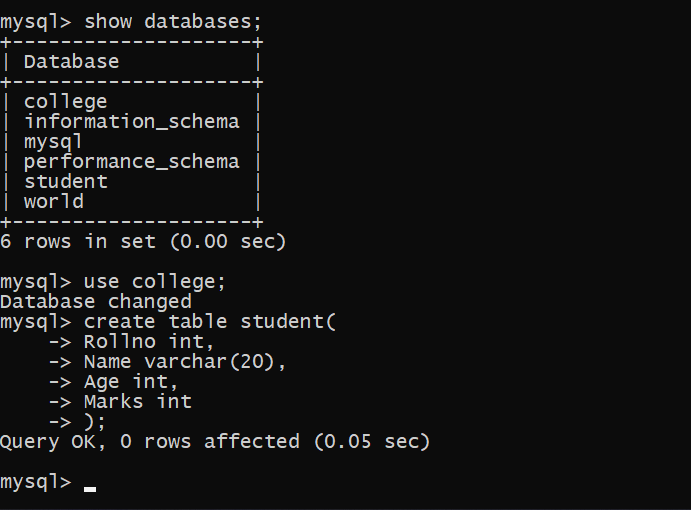 mysql> show databases;
+--------------------+
| Database           |
+--------------------+
| college            |
| information_schema |
| mysql              |
| performance_schema |
| student            |
| world              |
+--------------------+
6 rows in set (0.00 sec)

mysql> use college;
Database changed
mysql> create table student(
    -> Rollno int,
    -> Name varchar(20),
    -> Age int,
    -> Marks int
    -> );
Query OK, 0 rows affected (0.05 sec)

mysql>